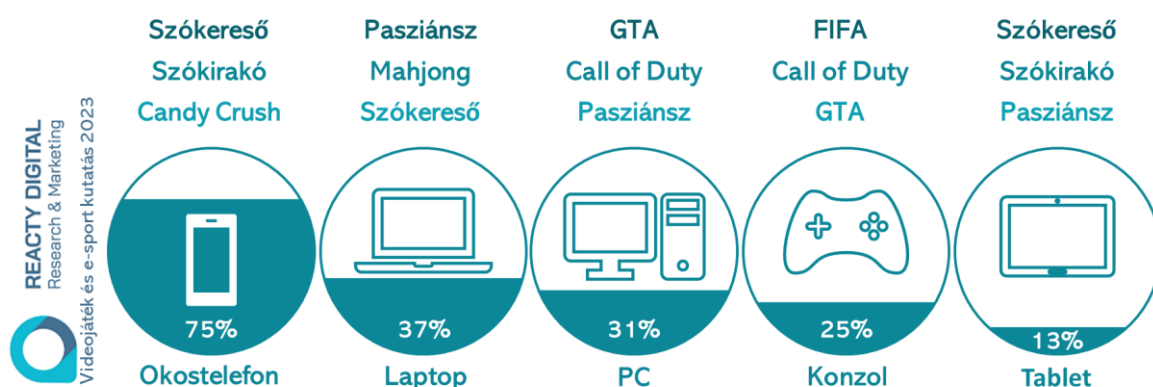 Szókereső
Szókirakó
Candy Crush
Pasziánsz
Mahjong
Szókereső
GTA
Call of Duty
Pasziánsz
FIFA
Call of Duty
GTA
Szókereső
Szókirakó
Pasziánsz
75%
37%
31%
25%
13%
Okostelefon
Laptop
PC
Konzol
Tablet
REACTY DIGITAL
Research & Marketing
Videojáték és e-sport kutatás 2023